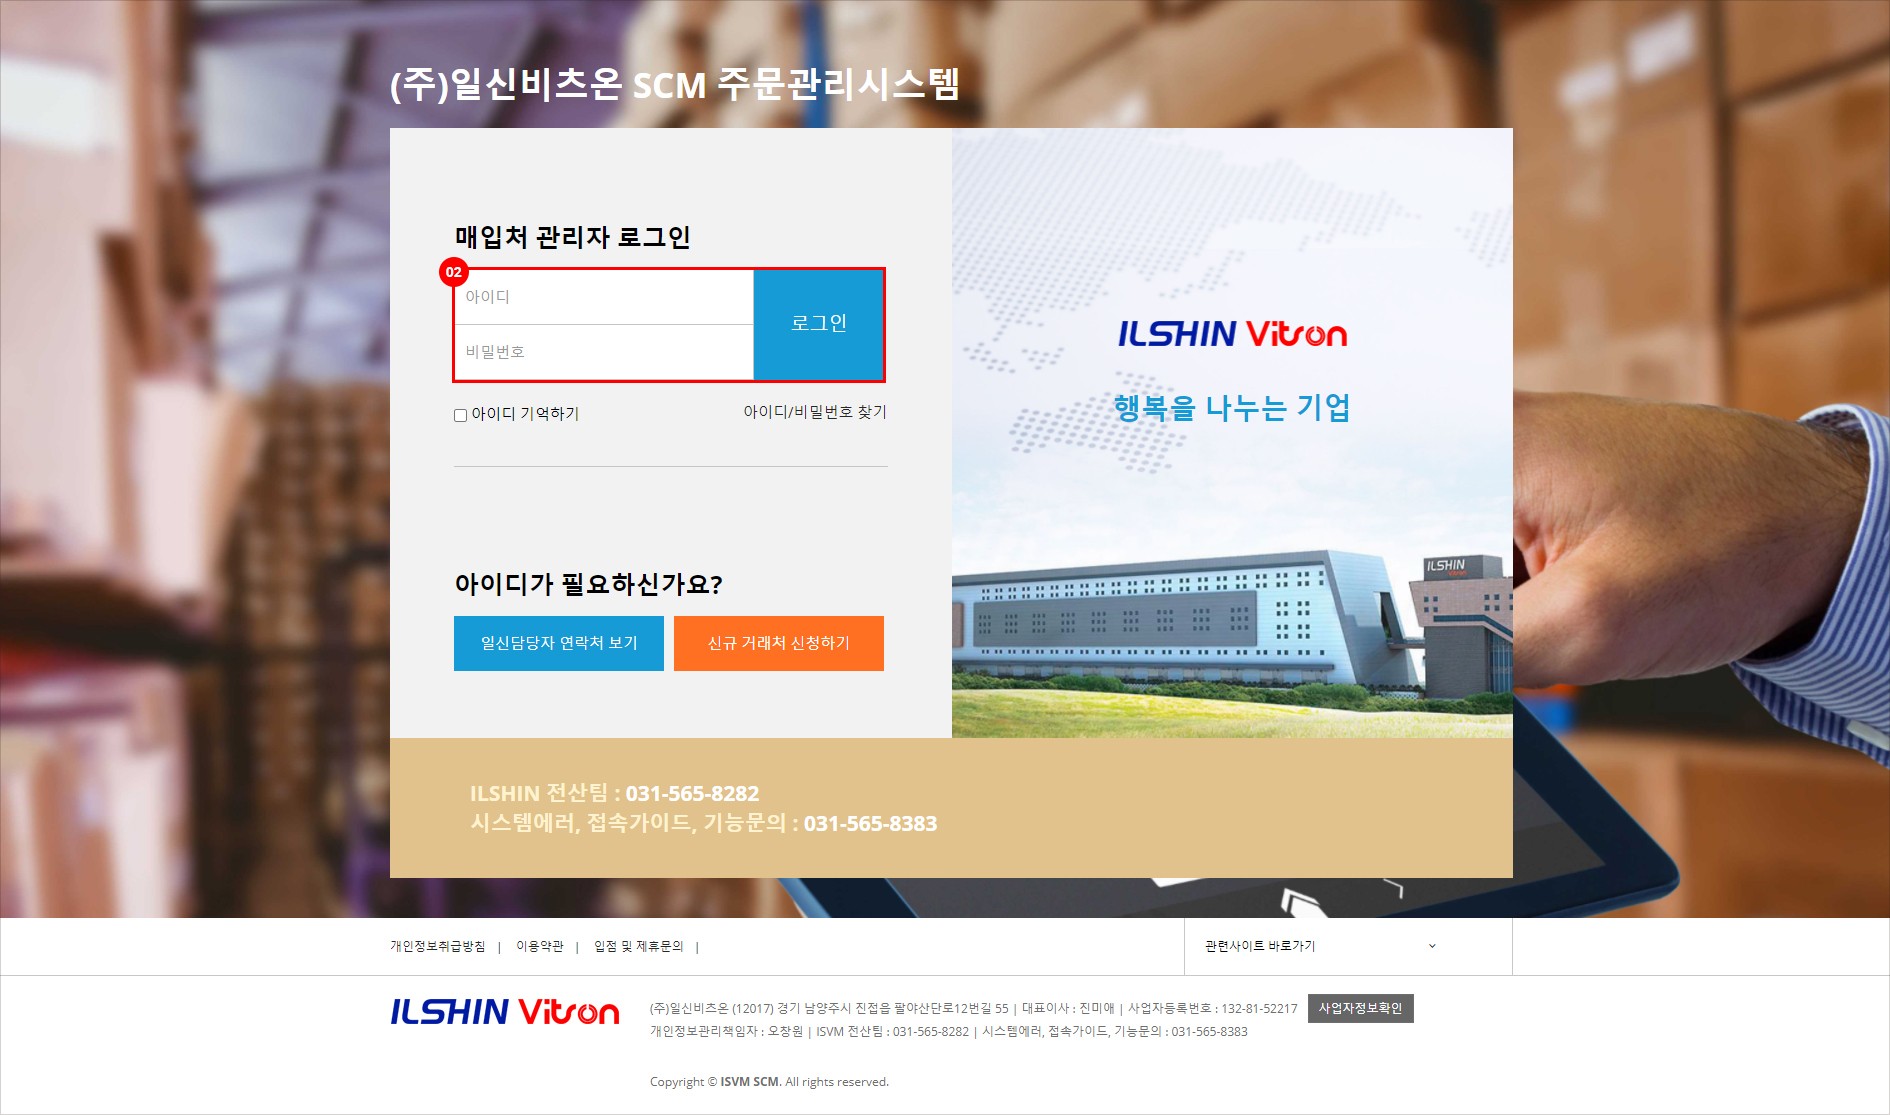 (주)일신비츠온 SCM 주문관리시스템
매입처 관리자 로그인
02
아이디
비밀번호
로그인
아이디 기억하기
아이디/비밀번호 찾기
아이디가 필요하신가요?
일신담당자 연락처 보기
신규 거래처 신청하기
ILSHIN Vitron
행복을 나누는 기업
ILSHIN
Vitron
ILSHIN 전산팀 : 031-565-8282
시스템에러, 접속가이드, 기능문의 : 031-565-8383
개인정보취급방침 | 이용약관 | 입점 및 제휴문의 |
관련사이트 바로가기
ILSHIN Vitron
(주)일신비츠온 (12017) 경기 남양주시 진접읍 팔야산단로12번길 55 | 대표이사 : 진미애 | 사업자등록번호 : 132-81-52217
사업자정보확인
개인정보관리책임자 : 오창원 | ISVM 전산팀 : 031-565-8282 | 시스템에러, 접속가이드, 기능문의 : 031-565-8383
Copyright © ISVM SCM. All rights reserved.